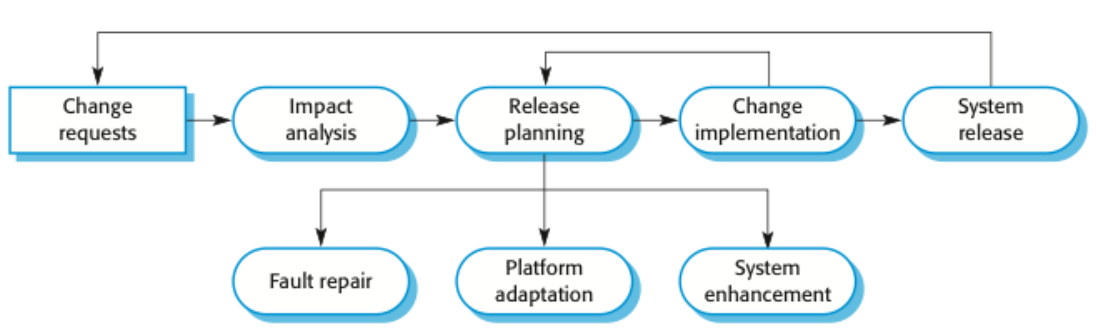 Change
requests
Impact
analysis
Release
planning
Change
implementation
System
release
Fault repair
Platform
adaptation
System
enhancement